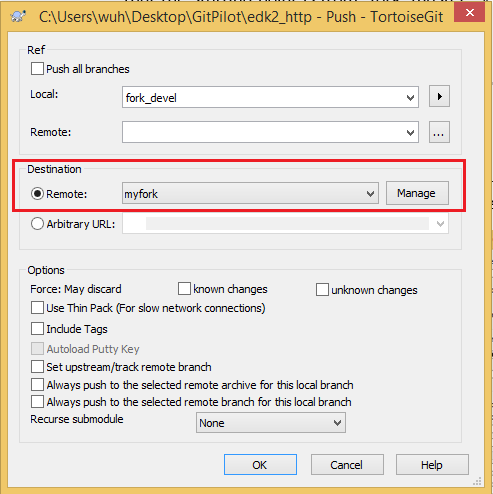 C:\Users\wuh\Desktop\GitPilot\edk2_http - Push - TortoiseGit
Ref
Push all branches
Local: fork_devel
Remote: ...
Destination
Remote: myfork Manage
Arbitrary URL:
Options
Force: May discard known changes unknown changes
Use Thin Pack (For slow network connections)
Include Tags
Autoload Putty Key
Set upstream/track remote branch
Always push to the selected remote archive for this local branch
Always push to the selected remote branch for this local branch
Recurse submodule None
OK Cancel Help